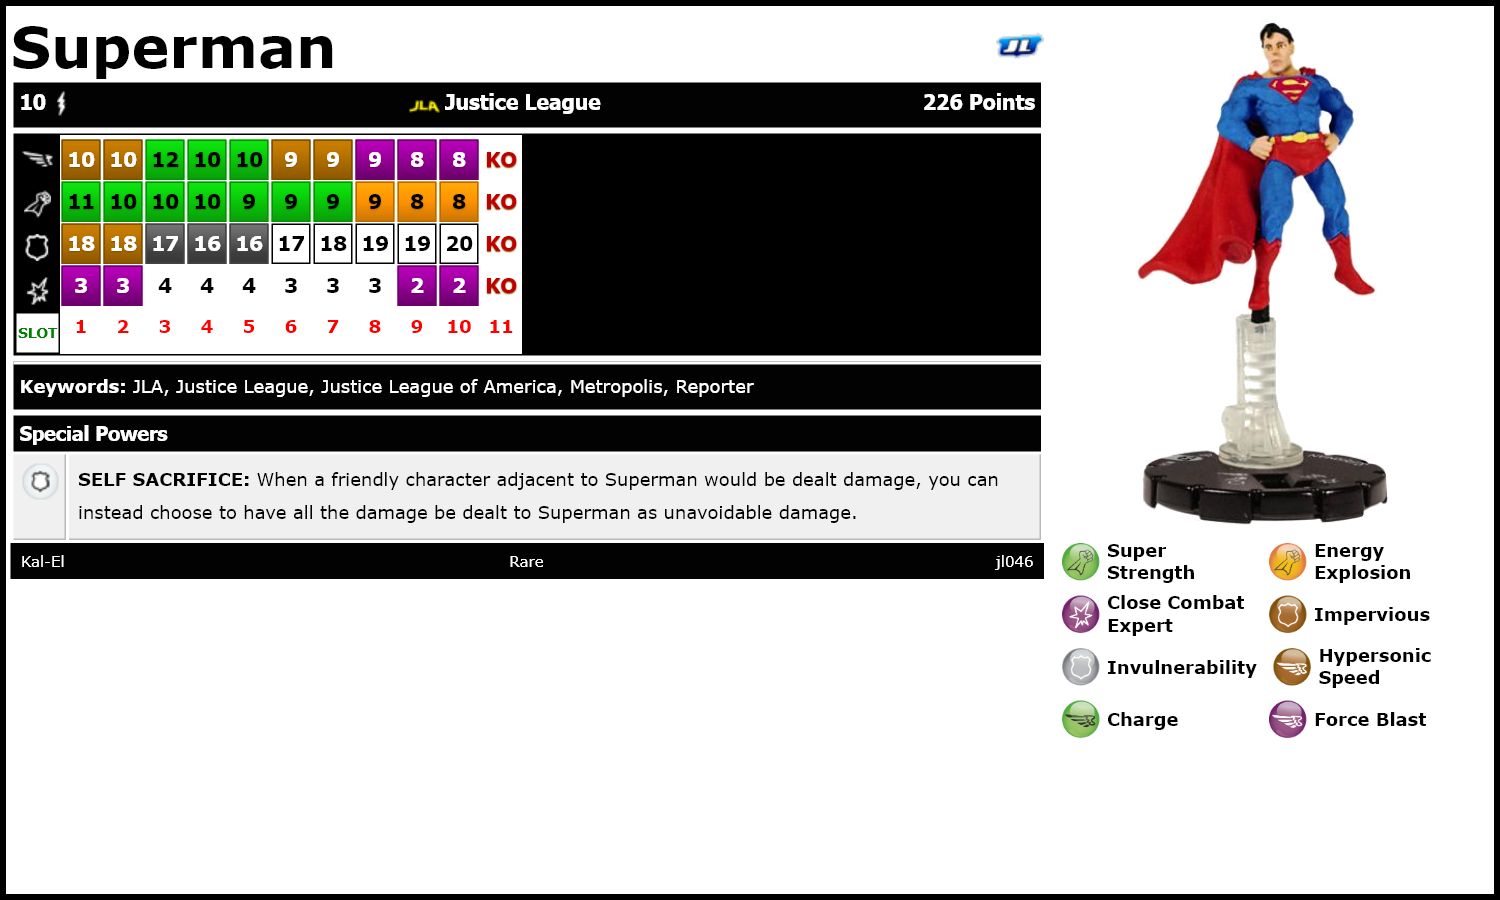 Superman
JL
10 JLA Justice League 226 Points
10 10 12 10 10 9 9 9 8 8 KO
11 10 10 10 9 9 9 9 8 8 KO
18 18 17 16 16 17 18 19 19 20 KO
3 3 4 4 4 3 3 3 2 2 KO
SLOT 1 2 3 4 5 6 7 8 9 10 11
Keywords: JLA, Justice League, Justice League of America, Metropolis, Reporter
Special Powers
SELF SACRIFICE: When a friendly character adjacent to Superman would be dealt damage, you can
instead choose to have all the damage be dealt to Superman as unavoidable damage.
Kal-El Rare jl046
Super
Strength
Energy
Explosion
Close Combat
Expert
Impervious
Invulnerability
Hypersonic
Speed
Charge
Force Blast